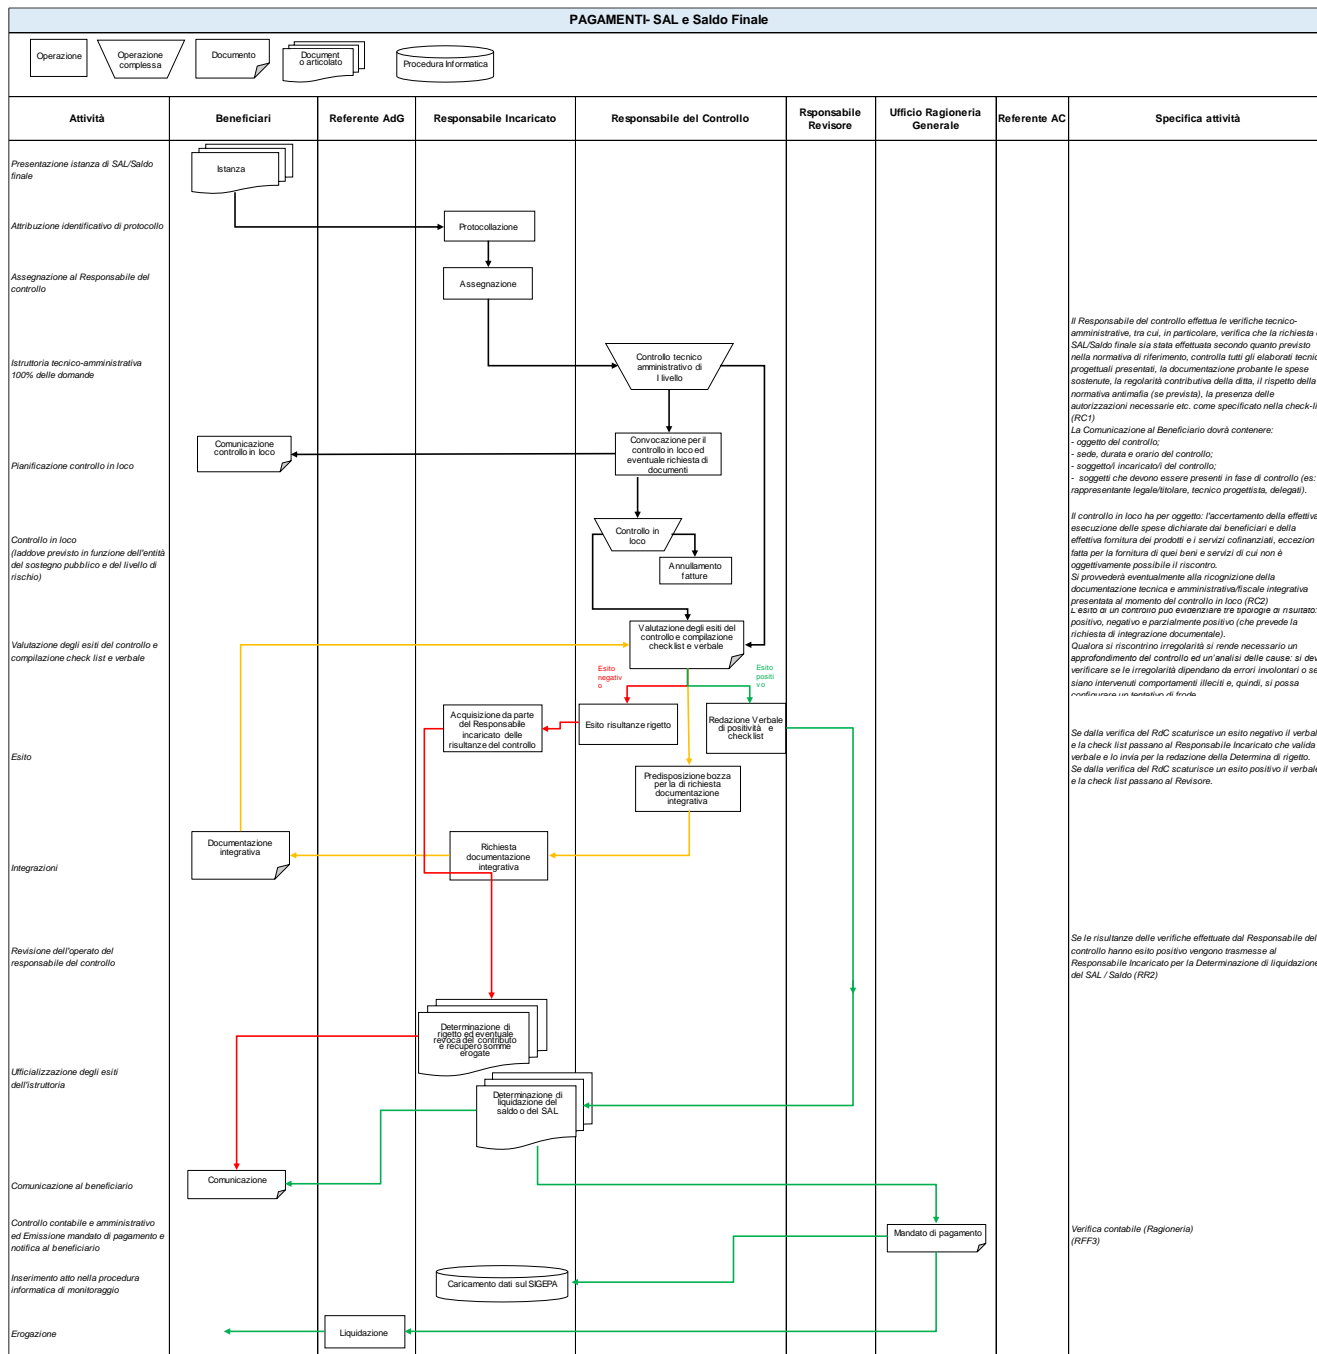 PAGAMENTI- SAL e Saldo Finale
Operazione
Operazione
complessa
Documento
Document
o articolato
Procedura Informatica
Attività
Beneficiari
Referente AdG
Responsabile Incaricato
Responsabile del Controllo
Rsponsabile
Revisore
Ufficio Ragioneria
Generale
Referente AC
Specifica attività
Presentazione istanza di SAL/Saldo
finale
Istanza
Attribuzione identificativo di protocollo
Protocollazione
Assegnazione al Responsabile del
controllo
Assegnazione
Istruttoria tecnico-amministrativa
100% delle domande
Controllo tecnico
amministrativo di
I livello
Il Responsabile del controllo effettua le verifiche tecnico-
amministrative, tra cui, in particolare, verifica che la richiesta
SAL/Saldo finale sia stata effettuata secondo quanto previsto
nella normativa di riferimento, controlla tutti gli elaborati tecnic
progettuali presentati, la documentazione probante le spese
sostenute, la regolarità contributiva della ditta, il rispetto della
normativa antimafia (se prevista), la presenza delle
autorizzazioni necessarie etc. come specificato nella check-li
(RC1)
Pianificazione controllo in loco
Comunicazione
controllo in loco
Convocazione per il
controllo in loco ed
eventuale richiesta di
documenti
La Comunicazione al Beneficiario dovrà contenere:
- oggetto del controllo;
- sede, durata e orario del controllo;
- soggetto/i incaricato/i del controllo;
- soggetti che devono essere presenti in fase di controllo (es:
rappresentante legale/titolare, tecnico progettista, delegati).
Controllo in loco
(laddove previsto in funzione dell'entità
del sostegno pubblico e del livello di
rischio)
Controllo in
loco
Annullamento
fatture
Il controllo in loco ha per oggetto: l'accertamento della effettiva
esecuzione delle spese dichiarate dai beneficiari e della
effettiva fornitura dei prodotti e i servizi cofinanziati, eccezion
fatta per la fornitura di quei beni e servizi di cui non è
oggettivamente possibile il riscontro.
Si provvederà eventualmente alla ricognizione della
documentazione tecnica e amministrativa/fiscale integrativa
presentata al momento del controllo in loco (RC2)
Valutazione degli esiti del controllo e
compilazione check list e verbale
Valutazione degli esiti del
controllo e compilazione
check list e verbale
L'esito di un controllo può evidenziare tre tipologie di risultato:
positivo, negativo e parzialmente positivo (che prevede la
richiesta di integrazione documentale).
Qualora si riscontrino irregolarità si rende necessario un
approfondimento del controllo ed un'analisi delle cause: si dev
verificare se le irregolarità dipendano da errori involontari o se
siano intervenuti comportamenti illeciti e, quindi, si possa
configurare un tentativo di frode
Esito
negativ
o
Esito
positi
vo
Esito
Acquisizione da parte
del Responsabile
incaricato delle
risultanze del controllo
Esito risultanze rigetto
Redazione Verbale
di positività e
check list
Se dalla verifica del RdC scaturisce un esito negativo il verbal
e la check list passano al Responsabile Incaricato che valida
verbale e lo invia per la redazione della Determina di rigetto.
Se dalla verifica del RdC scaturisce un esito positivo il verbale
e la check list passano al Revisore.
Predisposizione bozza
per la di richiesta
documentazione
integrativa
Integrazioni
Documentazione
integrativa
Richiesta
documentazione
integrativa
Revisione dell'operato del
responsabile del controllo
Se le risultanze delle verifiche effettuate dal Responsabile del
controllo hanno esito positivo vengono trasmesse al
Responsabile Incaricato per la Determinazione di liquidazione
del SAL / Saldo (RR2)
Ufficializzazione degli esiti
dell'istruttoria
Determinazione di
rigetto ed eventuale
revoca del contributo
e recupero somme
erogate
Determinazione di
liquidazione del
saldo o del SAL
Comunicazione al beneficiario
Comunicazione
Controllo contabile e amministrativo
ed Emissione mandato di pagamento e
notifica al beneficiario
Mandato di pagamento
Verifica contabile (Ragioneria)
(RFF3)
Inserimento atto nella procedura
informatica di monitoraggio
Caricamento dati sul SIGEPA
Erogazione
Liquidazione